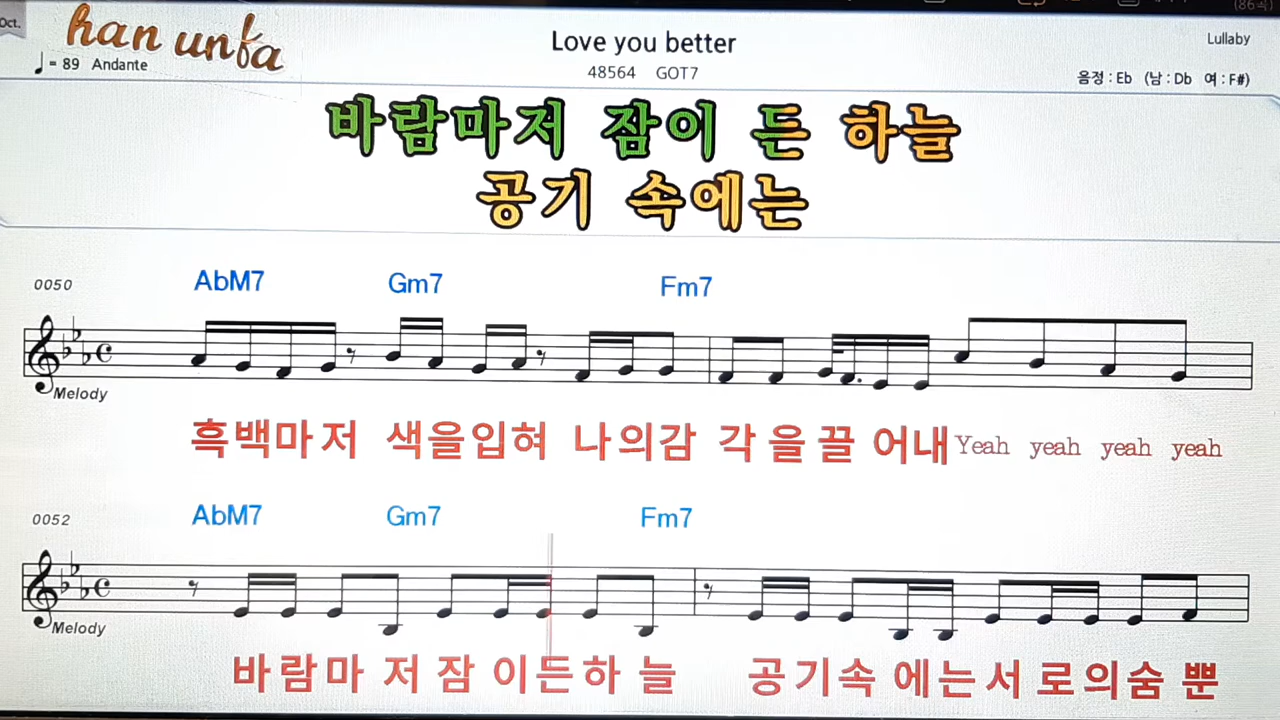 (86곡)
Oct.
han unfa
Love you better
Lullaby
♩ = 89 Andante
48564 GOT7
음정 : Eb (남 : Db 여 : F#)
바람마저 잠이 든 하늘
공기 속에는
0050
AbM7 Gm7 Fm7
Melody
흑백마저 색을입혀 나의감 각을끌 어내 Yeah yeah yeah yeah
0052
AbM7 Gm7 Fm7
Melody
바람마 저잠 이든하 늘 공기속 에는서 로의숨 뿐